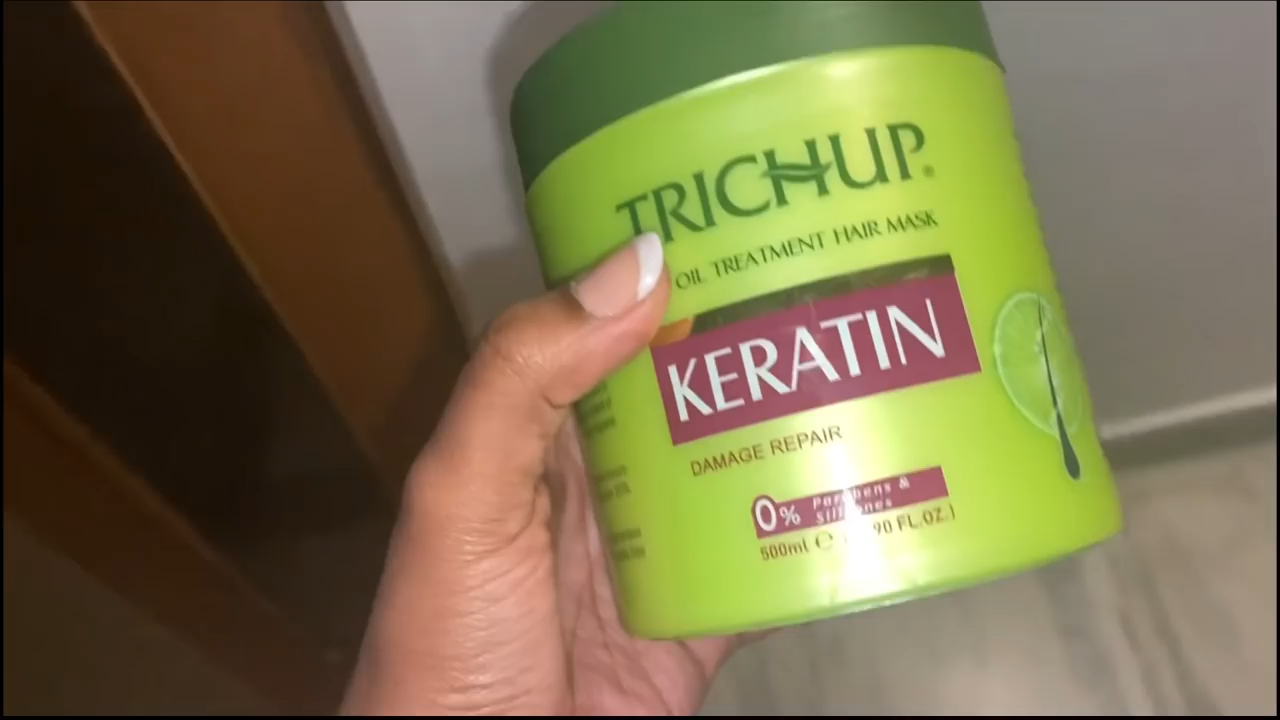 TRICHUP®
OIL TREATMENT HAIR MASK
KERATIN
DAMAGE REPAIR
0% Parabens &
Silicones
500ml ℮ 90 FL.OZ.)